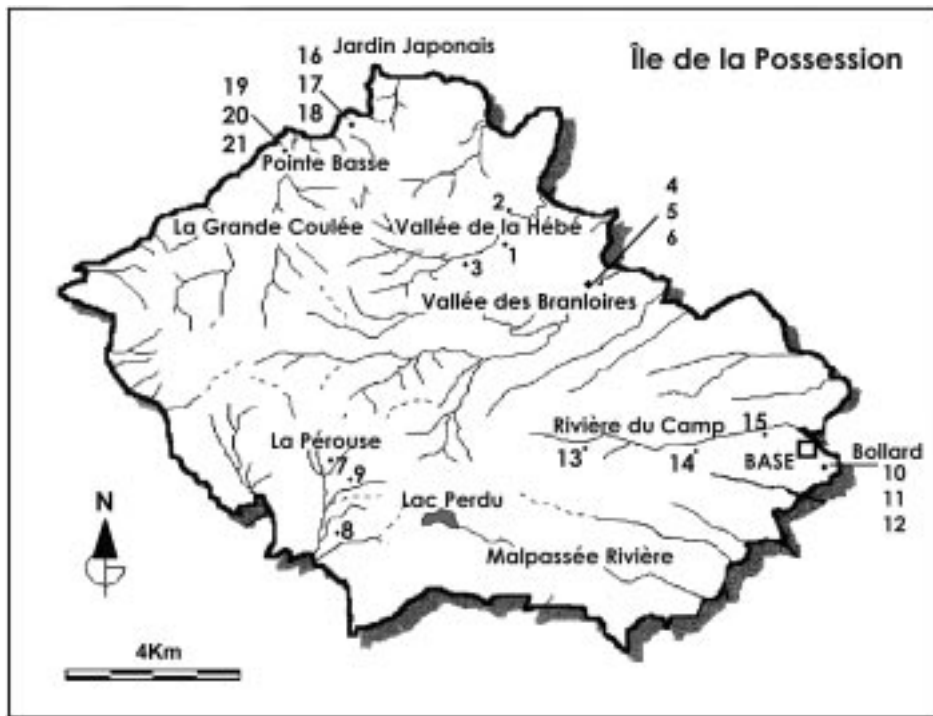 Île de la Possession
Jardin Japonais
16
17
18
19
20
21
Pointe Basse
4
5
6
2
La Grande Coulée
Vallée de la Hébé
1
3
Vallée des Branloires
La Pérouse
7
9
8
Rivière du Camp
13
14
15
BASE
Bollard
10
11
12
Lac Perdu
Malpassée Rivière
N
4Km